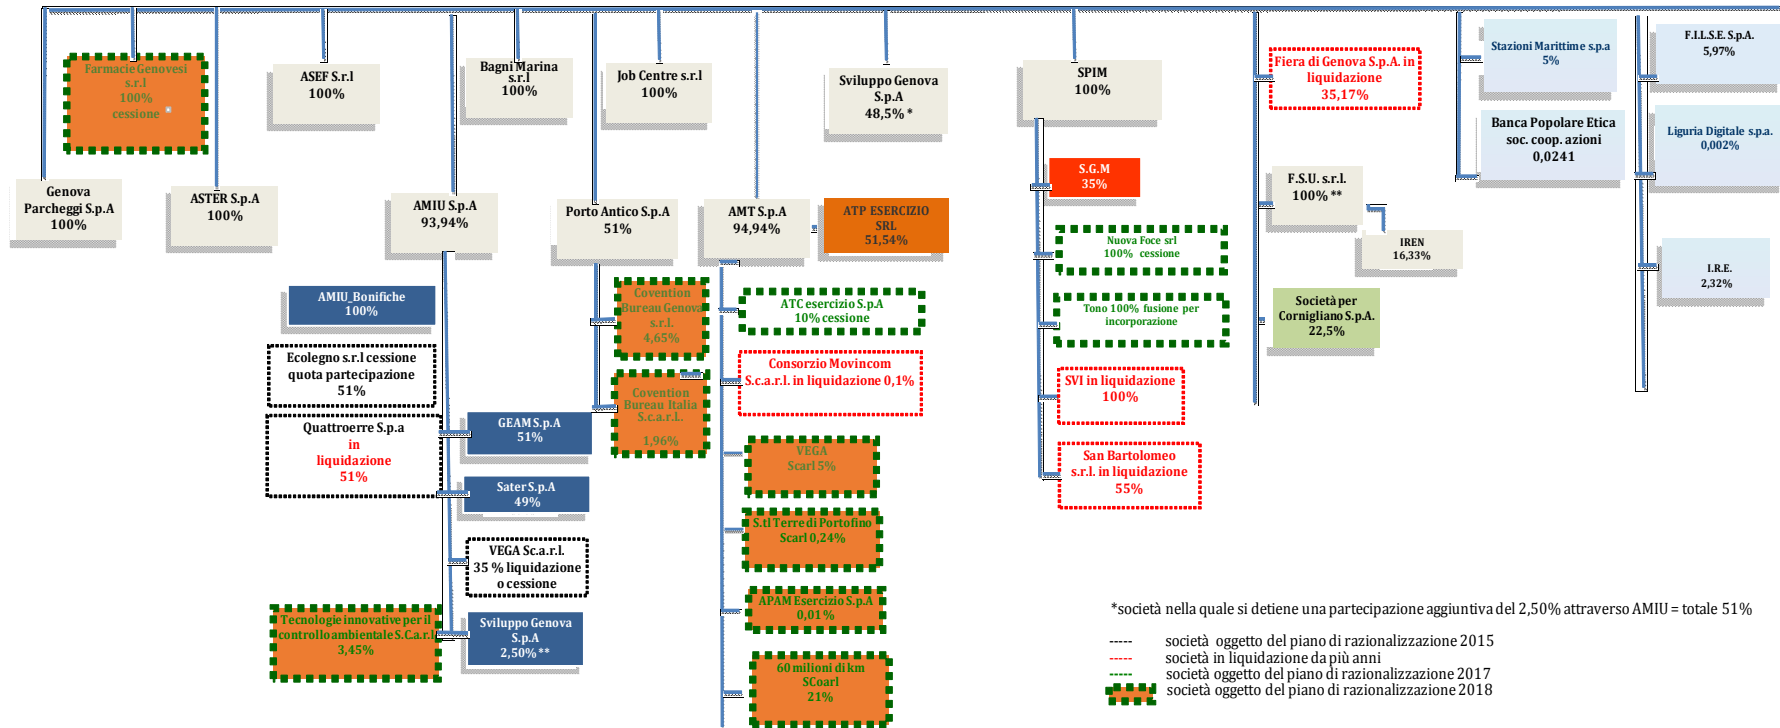 Farmacie Genovesi
s.r.l
100%
cessione
ASEF S.r.l
100%
Bagni Marina
s.r.l
100%
Job Centre s.r.l
100%
Sviluppo Genova
S.p.A
48,5% *
SPIM
100%
Fiera di Genova S.p.A. in
liquidazione
35,17%
Stazioni Marittime s.p.a
5%
F.I.L.S.E. S.p.A.
5,97%
Banca Popolare Etica
soc. coop. azioni
0,0241
Liguria Digitale s.p.a.
0,002%
Genova
Parcheggi S.p.A
100%
ASTER S.p.A
100%
AMIU S.p.A
93,94%
Porto Antico S.p.A
51%
AMT S.p.A
94,94%
ATP ESERCIZIO
SRL
51,54%
S.G.M
35%
F.S.U. s.r.l.
100% **
IREN
16,33%
I.R.E.
2,32%
Nuova Foce srl
100% cessione
Tono 100% fusione per
incorporazione
Società per
Cornigliano S.p.A.
22,5%
AMIU_Bonifiche
100%
Ecolegno s.r.l cessione
quota partecipazione
51%
Quattroerre S.p.a
in
liquidazione
51%
Covention
Bureau Genova
s.r.l.
4,65%
Covention
Bureau Italia
S.c.a.r.l.
1,96%
ATC esercizio S.p.A
10% cessione
Consorzio Movincom
S.c.a.r.l. in liquidazione 0,1%
SVI in liquidazione
100%
San Bartolomeo
s.r.l. in liquidazione
55%
GEAM S.p.A
51%
Sater S.p.A
49%
VEGA Sc.a.r.l.
35 % liquidazione
o cessione
Sviluppo Genova
S.p.A
2,50% **
Tecnologie innovative per il
controllo ambientale S.C.a.r.l
3,45%
VEGA
Scarl 5%
S.tl Terre di Portofino
Scarl 0,24%
APAM Esercizio S.p.A
0,01%
60 milioni di km
SCoarl
21%
*società nella quale si detiene una partecipazione aggiuntiva del 2,50% attraverso AMIU = totale 51%
----- società oggetto del piano di razionalizzazione 2015
----- società in liquidazione da più anni
----- società oggetto del piano di razionalizzazione 2017
società oggetto del piano di razionalizzazione 2018